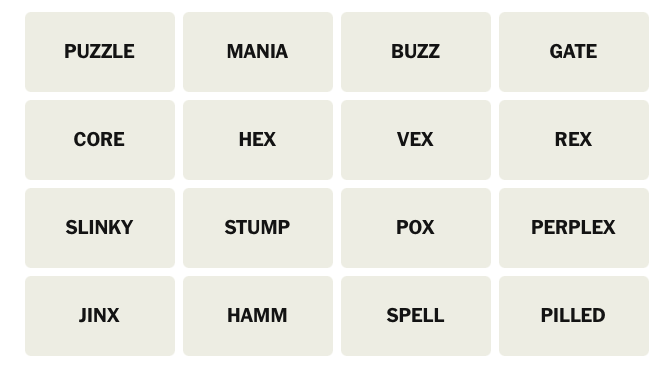 PUZZLE MANIA BUZZ GATE
CORE HEX VEX REX
SLINKY STUMP POX PERPLEX
JINX HAMM SPELL PILLED